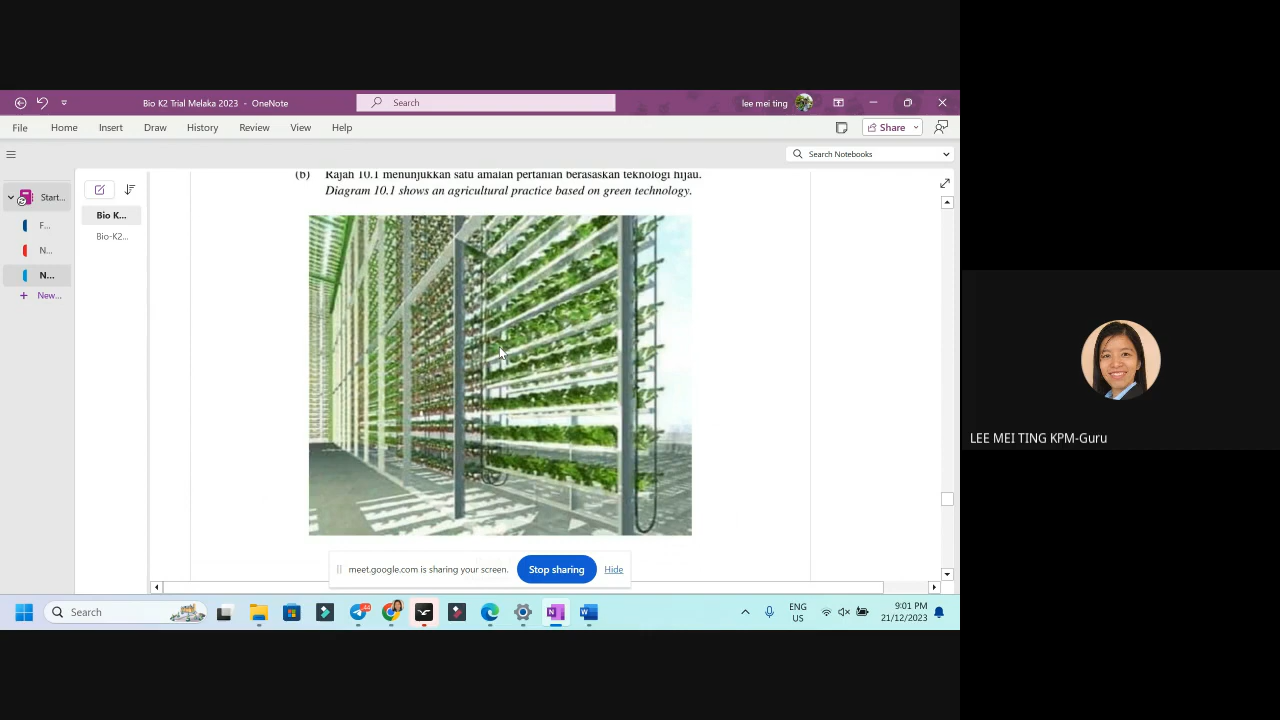 Bio K2 Trial Melaka 2023 - OneNote
Search
lee mei ting
File Home Insert Draw History Review View Help
Share
Search Notebooks
Start...
F...
N...
N...
New...
Bio K...
Bio-K2...
(b) Rajah 10.1 menunjukkan satu amalan pertanian berasaskan teknologi hijau.
Diagram 10.1 shows an agricultural practice based on green technology.
LEE MEI TING KPM-Guru
meet.google.com is sharing your screen.
Stop sharing
Hide
Search
ENG
US
9:01 PM
21/12/2023